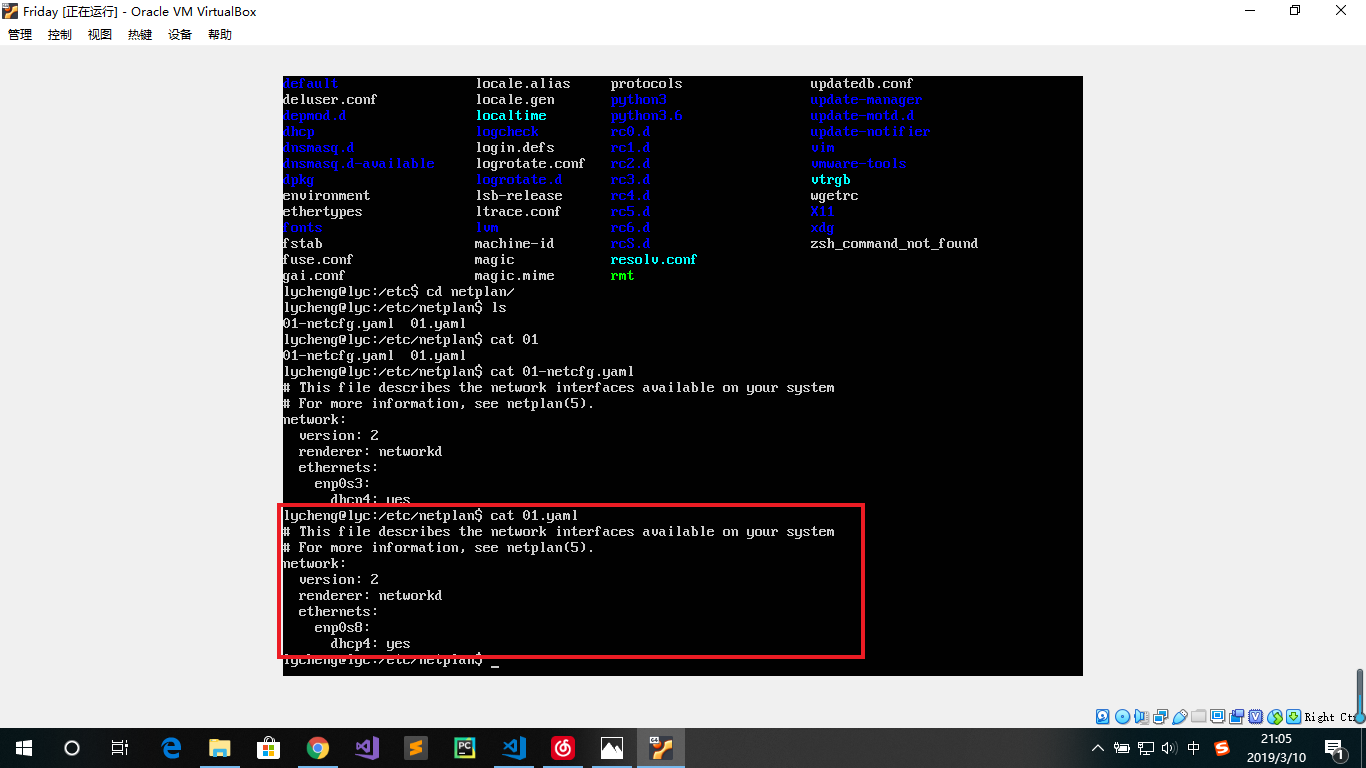 Friday [正在运行] - Oracle VM VirtualBox
管理 控制 视图 热键 设备 帮助
default locale.alias protocols updatedb.conf
deluser.conf locale.gen python3 update-manager
depmod.d localtime python3.6 update-motd.d
dhcp logcheck rc0.d update-notifier
dnsmasq.d login.defs rc1.d vim
dnsmasq.d-available logrotate.conf rc2.d vmware-tools
dpkg logrotate.d rc3.d vtrgb
environment lsb-release rc4.d wgetrc
ethertypes ltrace.conf rc5.d X11
fonts lvm rc6.d xdg
fstab machine-id rcS.d zsh_command_not_found
fuse.conf magic resolv.conf
gai.conf magic.mime rmt
lycheng@lyc:/etc$ cd netplan/
lycheng@lyc:/etc/netplan$ ls
01-netcfg.yaml 01.yaml
lycheng@lyc:/etc/netplan$ cat 01
01-netcfg.yaml 01.yaml
lycheng@lyc:/etc/netplan$ cat 01-netcfg.yaml
# This file describes the network interfaces available on your system
# For more information, see netplan(5).
network:
version: 2
renderer: networkd
ethernets:
enp0s3:
dhcp4: yes
lycheng@lyc:/etc/netplan$ cat 01.yaml
# This file describes the network interfaces available on your system
# For more information, see netplan(5).
network:
version: 2
renderer: networkd
ethernets:
enp0s8:
dhcp4: yes
lycheng@lyc:/etc/netplan$ _
Right Ctr
中 21:05
2019/3/10
1